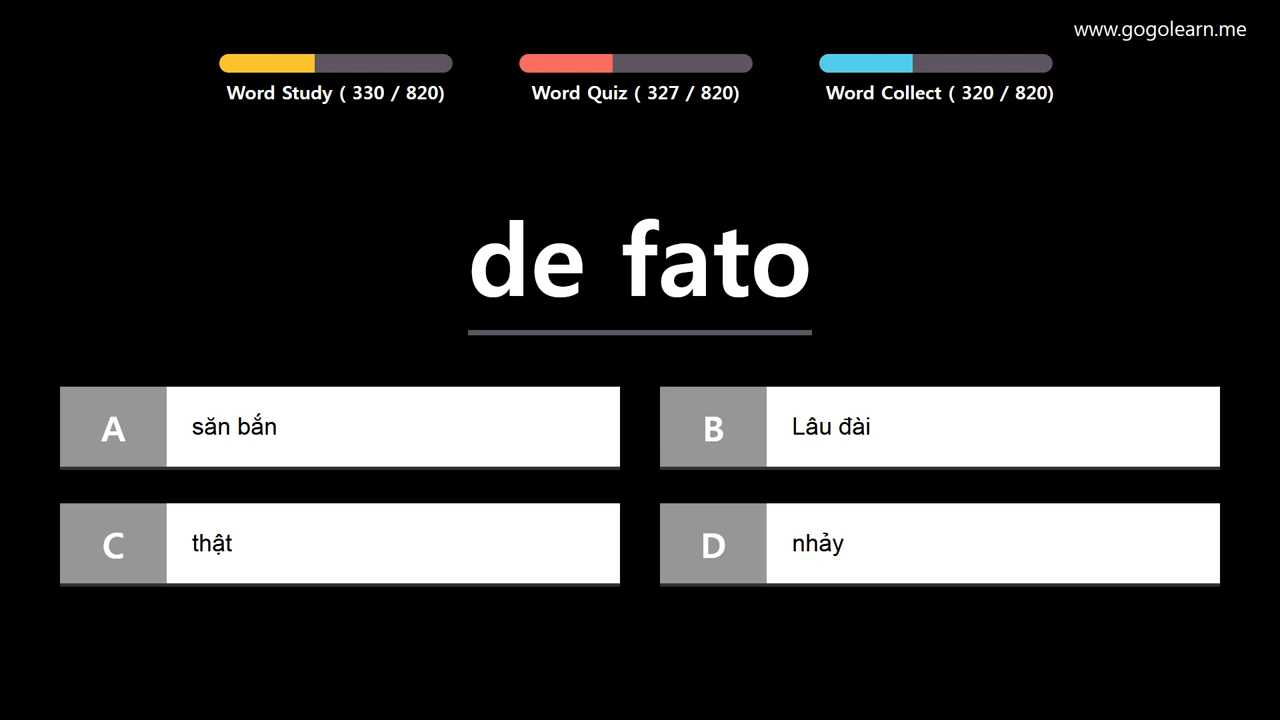 www.gogolearn.me
Word Study ( 330 / 820)
Word Quiz ( 327 / 820)
Word Collect ( 320 / 820)
de fato
A
săn bắn
B
Lâu đài
C
thật
D
nhảy